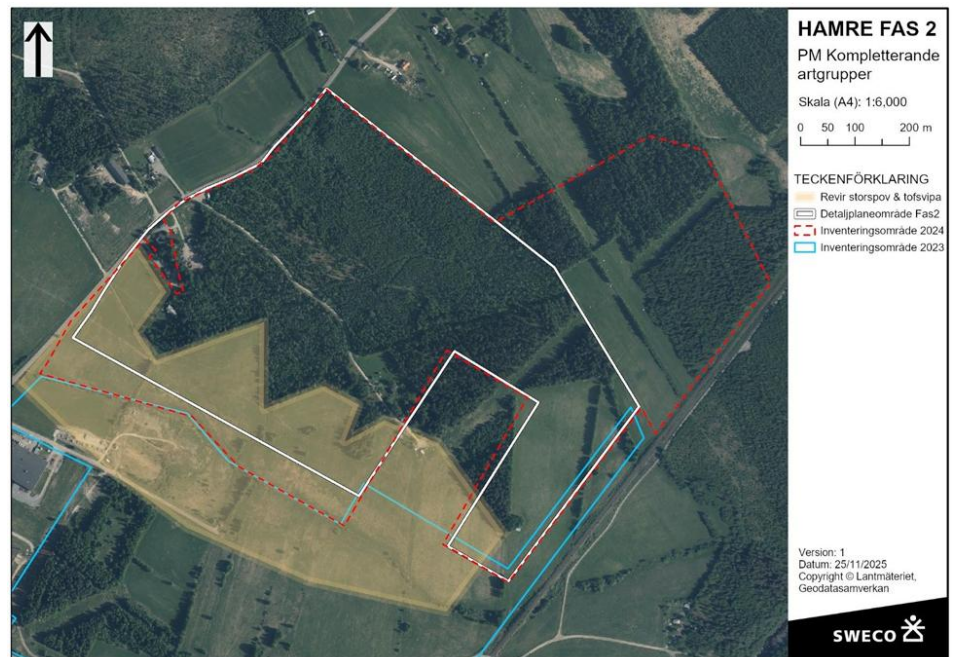 HAMRE FAS 2
PM Kompletterande
artgrupper
Skala (A4): 1:6,000
0 50 100 200 m
TECKENFÖRKLARING
Revir storspov & tofsvipa
Detaljplaneområde Fas2
Inventeringsområde 2024
Inventeringsområde 2023
Version: 1
Datum: 25/11/2025
Copyright © Lantmäteriet,
Geodatasamverkan
SWECO